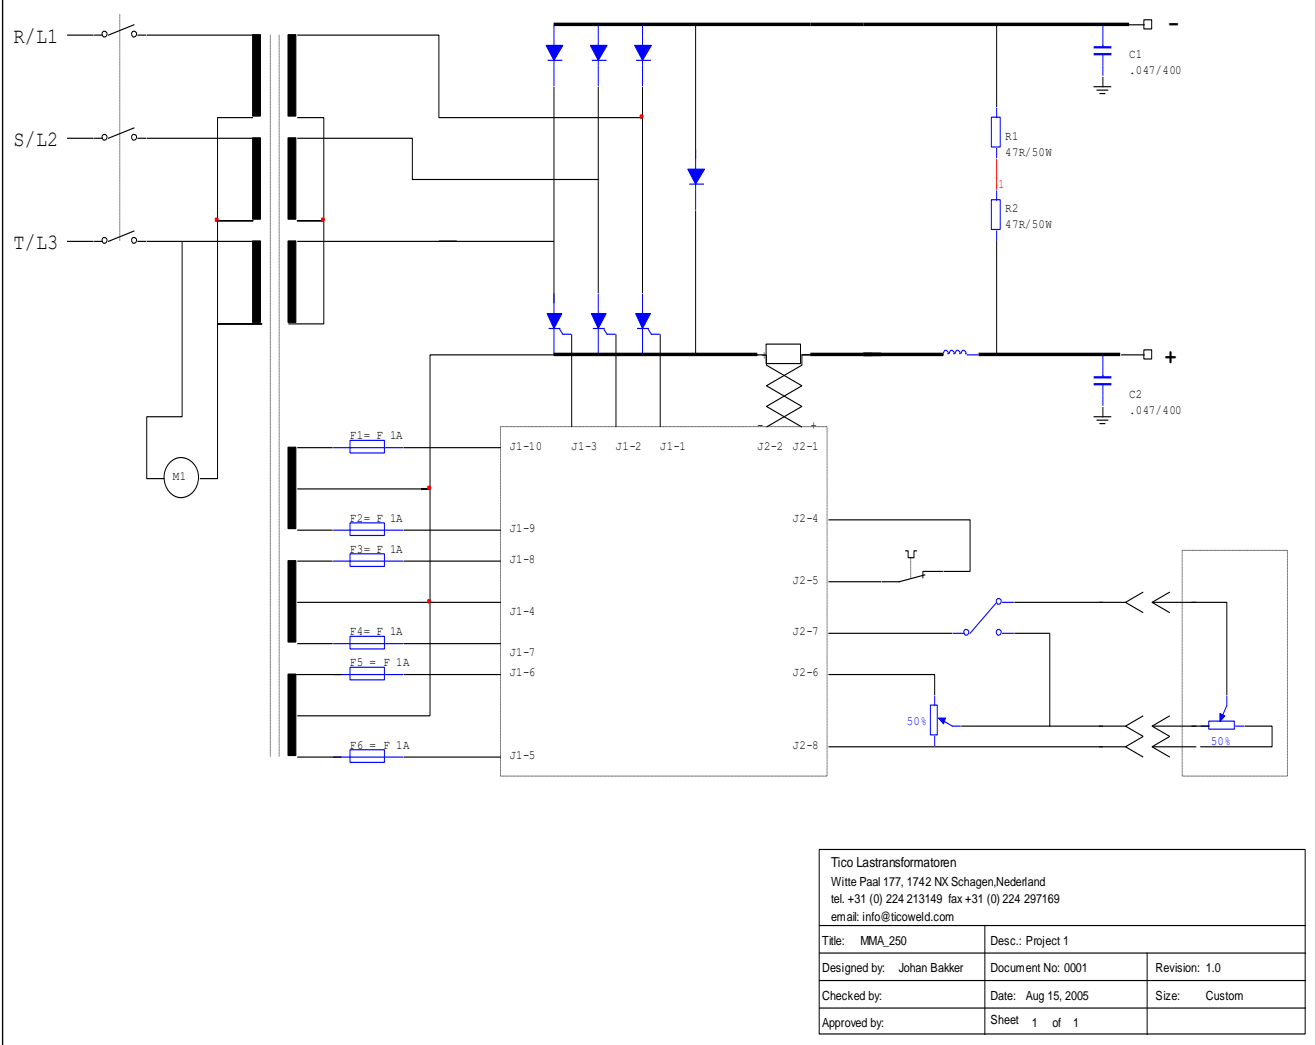 R/L1
S/L2
T/L3
-
C1
.047/400
R1
47R/50W
1
R2
47R/50W
+
C2
.047/400
M1
F1= F 1A
F2= F 1A
F3= F 1A
F4= F 1A
F5 = F 1A
F6 = F 1A
J1-10
J1-3
J1-2
J1-1
- +
J2-2
J2-1
J1-9
J1-8
J1-4
J1-7
J1-6
J1-5
J2-4
J2-5
J2-7
J2-6
J2-8
50%
50%
Tico Lastransformatoren
Witte Paal 177, 1742 NX Schagen,Nederland
tel. +31 (0) 224 213149 fax +31 (0) 224 297169
email: info@ticoweld.com
Title: MMA_250
Desc.: Project 1
Designed by: Johan Bakker
Document No: 0001
Revision: 1.0
Checked by:
Date: Aug 15, 2005
Size: Custom
Approved by:
Sheet 1 of 1